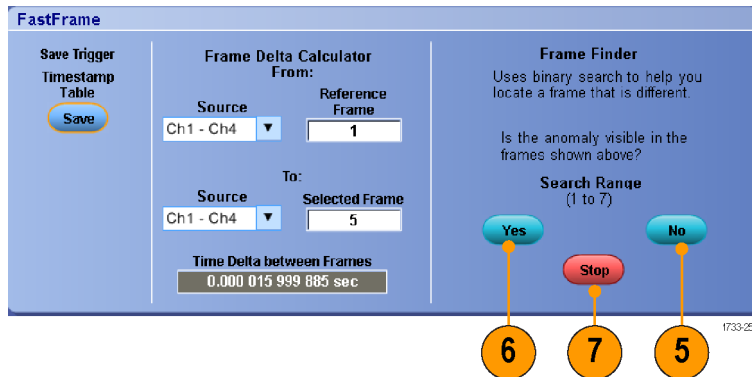 FastFrame
Save Trigger
Timestamp
Table
Save
Frame Delta Calculator
From:
Source
Reference
Frame
Ch1 - Ch4
1
To:
Source
Selected Frame
Ch1 - Ch4
5
Time Delta between Frames
0.000 015 999 885 sec
Frame Finder
Uses binary search to help you
locate a frame that is different.
Is the anomaly visible in the
frames shown above?
Search Range
(1 to 7)
Yes
No
Stop
6
7
5